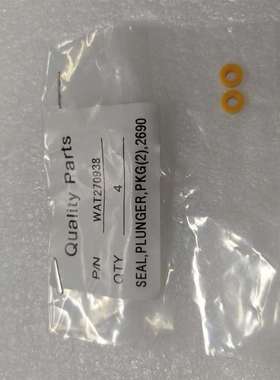 Quality Parts
P/N WAT270938
QTY 4
SEAL,PLUNGER,PKG(2),2690